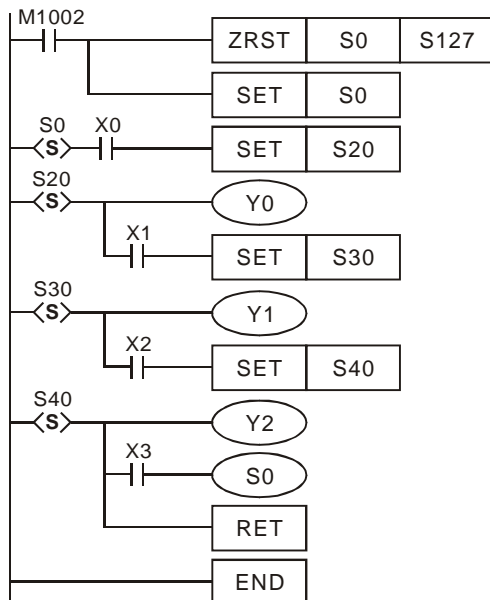 M1002
ZRST S0 S127
SET S0
S0 X0
S SET S20
S20
S Y0
X1
SET S30
S30
S Y1
X2
SET S40
S40
S Y2
X3
S0
RET
END